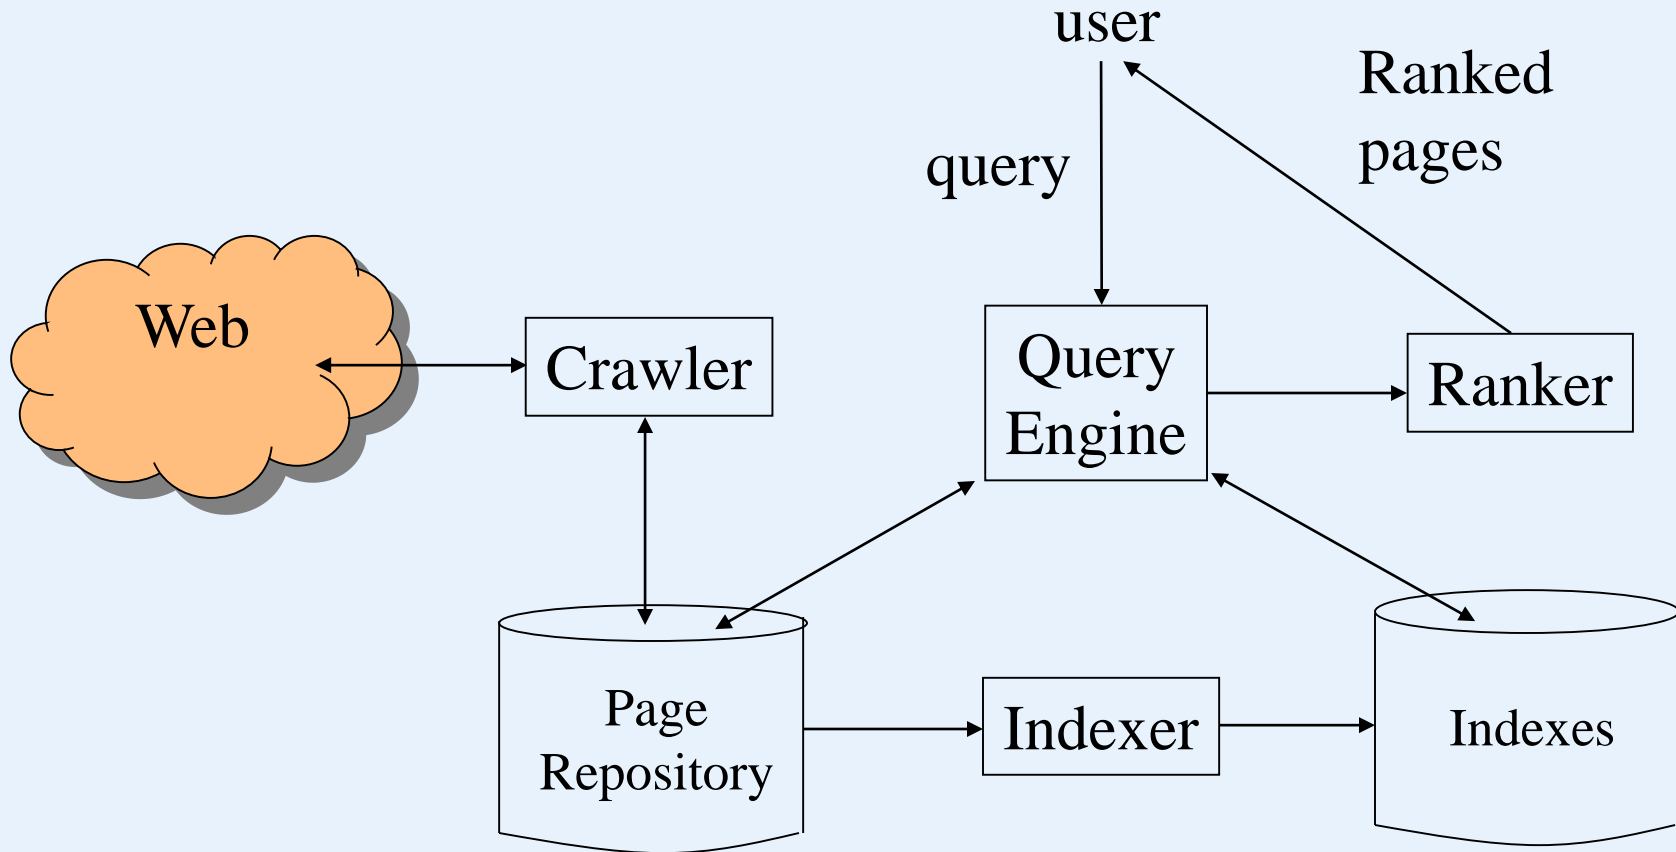 user
Ranked
pages
query
Web
Crawler
Query
Engine
Ranker
Page
Repository
Indexer
Indexes